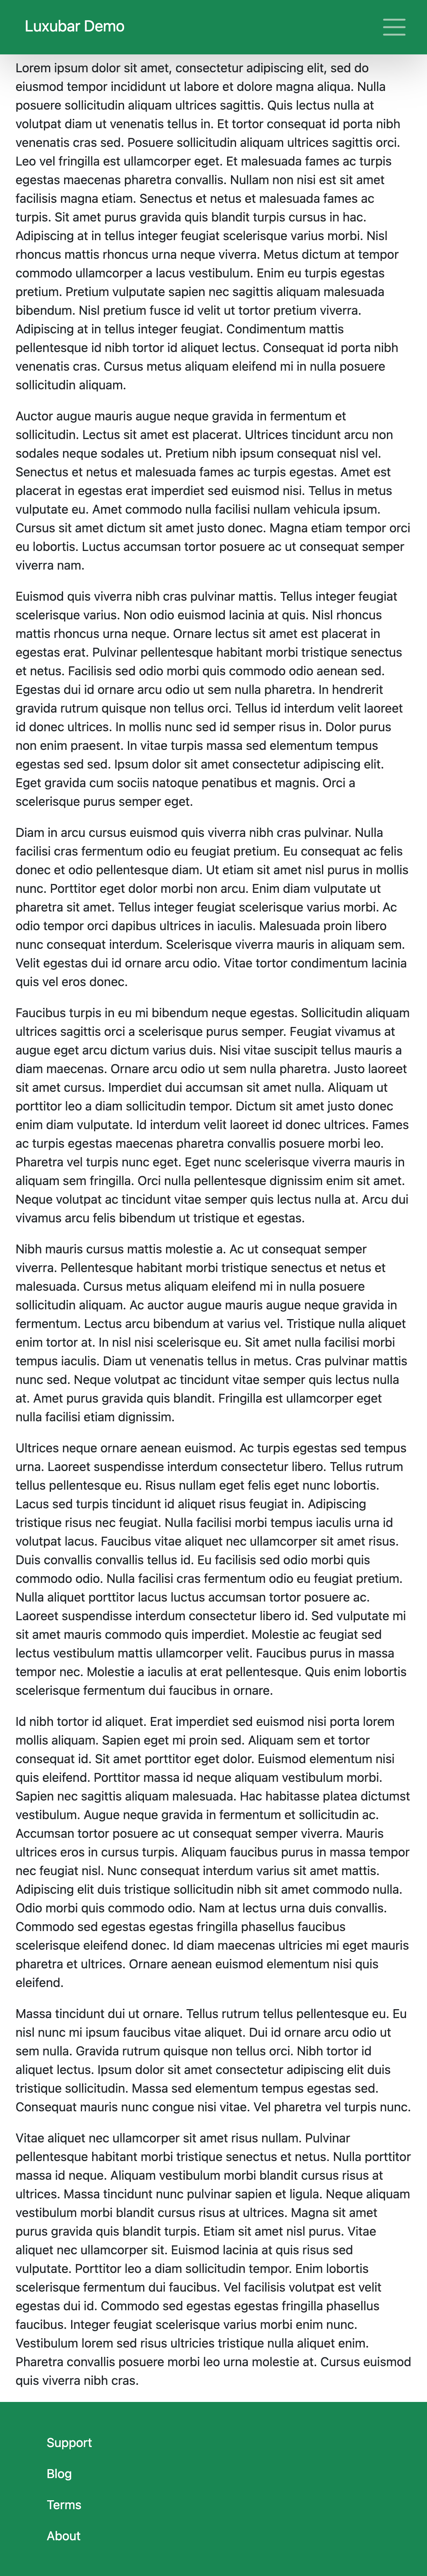 Luxubar Demo
Lorem ipsum dolor sit amet, consectetur adipiscing elit, sed do
eiusmod tempor incididunt ut labore et dolore magna aliqua. Nulla
posuere sollicitudin aliquam ultrices sagittis. Quis lectus nulla at
volutpat diam ut venenatis tellus in. Et tortor consequat id porta nibh
venenatis cras sed. Posuere sollicitudin aliquam ultrices sagittis orci.
Leo vel fringilla est ullamcorper eget. Et malesuada fames ac turpis
egestas maecenas pharetra convallis. Nullam non nisi est sit amet
facilisis magna etiam. Senectus et netus et malesuada fames ac
turpis. Sit amet purus gravida quis blandit turpis cursus in hac.
Adipiscing at in tellus integer feugiat scelerisque varius morbi. Nisl
rhoncus mattis rhoncus urna neque viverra. Metus dictum at tempor
commodo ullamcorper a lacus vestibulum. Enim eu turpis egestas
pretium. Pretium vulputate sapien nec sagittis aliquam malesuada
bibendum. Nisl pretium fusce id velit ut tortor pretium viverra.
Adipiscing at in tellus integer feugiat. Condimentum mattis
pellentesque id nibh tortor id aliquet lectus. Consequat id porta nibh
venenatis cras. Cursus metus aliquam eleifend mi in nulla posuere
sollicitudin aliquam.
Auctor augue mauris augue neque gravida in fermentum et
sollicitudin. Lectus sit amet est placerat. Ultrices tincidunt arcu non
sodales neque sodales ut. Pretium nibh ipsum consequat nisl vel.
Senectus et netus et malesuada fames ac turpis egestas. Amet est
placerat in egestas erat imperdiet sed euismod nisi. Tellus in metus
vulputate eu. Amet commodo nulla facilisi nullam vehicula ipsum.
Cursus sit amet dictum sit amet justo donec. Magna etiam tempor orci
eu lobortis. Luctus accumsan tortor posuere ac ut consequat semper
viverra nam.
Euismod quis viverra nibh cras pulvinar mattis. Tellus integer feugiat
scelerisque varius. Non odio euismod lacinia at quis. Nisl rhoncus
mattis rhoncus urna neque. Ornare lectus sit amet est placerat in
egestas erat. Pulvinar pellentesque habitant morbi tristique senectus
et netus. Facilisis sed odio morbi quis commodo odio aenean sed.
Egestas dui id ornare arcu odio ut sem nulla pharetra. In hendrerit
gravida rutrum quisque non tellus orci. Tellus id interdum velit laoreet
id donec ultrices. In mollis nunc sed id semper risus in. Dolor purus
non enim praesent. In vitae turpis massa sed elementum tempus
egestas sed sed. Ipsum dolor sit amet consectetur adipiscing elit.
Eget gravida cum sociis natoque penatibus et magnis. Orci a
scelerisque purus semper eget.
Diam in arcu cursus euismod quis viverra nibh cras pulvinar. Nulla
facilisi cras fermentum odio eu feugiat pretium. Eu consequat ac felis
donec et odio pellentesque diam. Ut etiam sit amet nisl purus in mollis
nunc. Porttitor eget dolor morbi non arcu. Enim diam vulputate ut
pharetra sit amet. Tellus integer feugiat scelerisque varius morbi. Ac
odio tempor orci dapibus ultrices in iaculis. Malesuada proin libero
nunc consequat interdum. Scelerisque viverra mauris in aliquam sem.
Velit egestas dui id ornare arcu odio. Vitae tortor condimentum lacinia
quis vel eros donec.
Faucibus turpis in eu mi bibendum neque egestas. Sollicitudin aliquam
ultrices sagittis orci a scelerisque purus semper. Feugiat vivamus at
augue eget arcu dictum varius duis. Nisi vitae suscipit tellus mauris a
diam maecenas. Ornare arcu odio ut sem nulla pharetra. Justo laoreet
sit amet cursus. Imperdiet dui accumsan sit amet nulla. Aliquam ut
porttitor leo a diam sollicitudin tempor. Dictum sit amet justo donec
enim diam vulputate. Id interdum velit laoreet id donec ultrices. Fames
ac turpis egestas maecenas pharetra convallis posuere morbi leo.
Pharetra vel turpis nunc eget. Eget nunc scelerisque viverra mauris in
aliquam sem fringilla. Orci nulla pellentesque dignissim enim sit amet.
Neque volutpat ac tincidunt vitae semper quis lectus nulla at. Arcu dui
vivamus arcu felis bibendum ut tristique et egestas.
Nibh mauris cursus mattis molestie a. Ac ut consequat semper
viverra. Pellentesque habitant morbi tristique senectus et netus et
malesuada. Cursus metus aliquam eleifend mi in nulla posuere
sollicitudin aliquam. Ac auctor augue mauris augue neque gravida in
fermentum. Lectus arcu bibendum at varius vel. Tristique nulla aliquet
enim tortor at. In nisl nisi scelerisque eu. Sit amet nulla facilisi morbi
tempus iaculis. Diam ut venenatis tellus in metus. Cras pulvinar mattis
nunc sed. Neque volutpat ac tincidunt vitae semper quis lectus nulla
at. Amet purus gravida quis blandit. Fringilla est ullamcorper eget
nulla facilisi etiam dignissim.
Ultrices neque ornare aenean euismod. Ac turpis egestas sed tempus
urna. Laoreet suspendisse interdum consectetur libero. Tellus rutrum
tellus pellentesque eu. Risus nullam eget felis eget nunc lobortis.
Lacus sed turpis tincidunt id aliquet risus feugiat in. Adipiscing
tristique risus nec feugiat. Nulla facilisi morbi tempus iaculis urna id
volutpat lacus. Faucibus vitae aliquet nec ullamcorper sit amet risus.
Duis convallis convallis tellus id. Eu facilisis sed odio morbi quis
commodo odio. Nulla facilisi cras fermentum odio eu feugiat pretium.
Nulla aliquet porttitor lacus luctus accumsan tortor posuere ac.
Laoreet suspendisse interdum consectetur libero id. Sed vulputate mi
sit amet mauris commodo quis imperdiet. Molestie ac feugiat sed
lectus vestibulum mattis ullamcorper velit. Faucibus purus in massa
tempor nec. Molestie a iaculis at erat pellentesque. Quis enim lobortis
scelerisque fermentum dui faucibus in ornare.
Id nibh tortor id aliquet. Erat imperdiet sed euismod nisi porta lorem
mollis aliquam. Sapien eget mi proin sed. Aliquam sem et tortor
consequat id. Sit amet porttitor eget dolor. Euismod elementum nisi
quis eleifend. Porttitor massa id neque aliquam vestibulum morbi.
Sapien nec sagittis aliquam malesuada. Hac habitasse platea dictumst
vestibulum. Augue neque gravida in fermentum et sollicitudin ac.
Accumsan tortor posuere ac ut consequat semper viverra. Mauris
ultrices eros in cursus turpis. Aliquam faucibus purus in massa tempor
nec feugiat nisl. Nunc consequat interdum varius sit amet mattis.
Adipiscing elit duis tristique sollicitudin nibh sit amet commodo nulla.
Odio morbi quis commodo odio. Nam at lectus urna duis convallis.
Commodo sed egestas egestas fringilla phasellus faucibus
scelerisque eleifend donec. Id diam maecenas ultricies mi eget mauris
pharetra et ultrices. Ornare aenean euismod elementum nisi quis
eleifend.
Massa tincidunt dui ut ornare. Tellus rutrum tellus pellentesque eu. Eu
nisl nunc mi ipsum faucibus vitae aliquet. Dui id ornare arcu odio ut
sem nulla. Gravida rutrum quisque non tellus orci. Nibh tortor id
aliquet lectus. Ipsum dolor sit amet consectetur adipiscing elit duis
tristique sollicitudin. Massa sed elementum tempus egestas sed.
Consequat mauris nunc congue nisi vitae. Vel pharetra vel turpis nunc.
Vitae aliquet nec ullamcorper sit amet risus nullam. Pulvinar
pellentesque habitant morbi tristique senectus et netus. Nulla porttitor
massa id neque. Aliquam vestibulum morbi blandit cursus risus at
ultrices. Massa tincidunt nunc pulvinar sapien et ligula. Neque aliquam
vestibulum morbi blandit cursus risus at ultrices. Magna sit amet
purus gravida quis blandit turpis. Etiam sit amet nisl purus. Vitae
aliquet nec ullamcorper sit. Euismod lacinia at quis risus sed
vulputate. Porttitor leo a diam sollicitudin tempor. Enim lobortis
scelerisque fermentum dui faucibus. Vel facilisis volutpat est velit
egestas dui id. Commodo sed egestas egestas fringilla phasellus
faucibus. Integer feugiat scelerisque varius morbi enim nunc.
Vestibulum lorem sed risus ultricies tristique nulla aliquet enim.
Pharetra convallis posuere morbi leo urna molestie at. Cursus euismod
quis viverra nibh cras.
Support
Blog
Terms
About